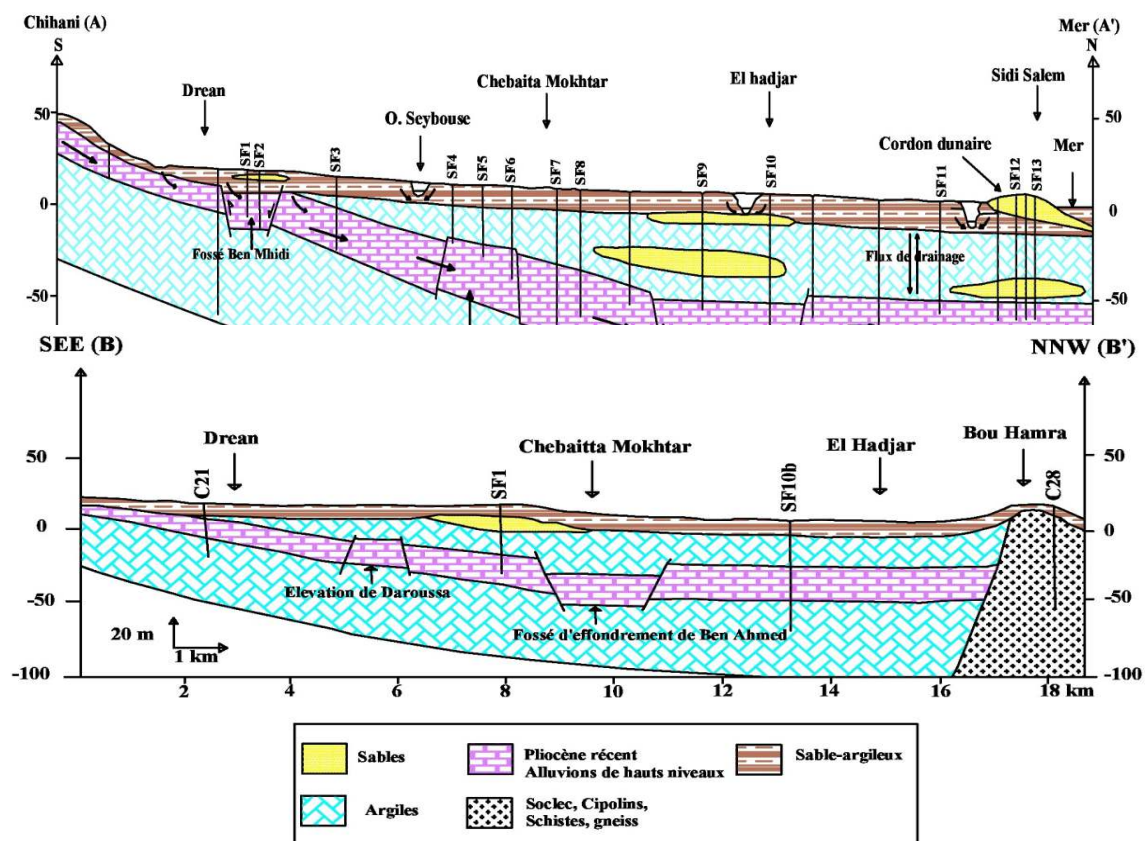 Chihani (A)
S
Mer (A')
N
Drean
O. Seybouse
Chebaita Mokhtar
El hadjar
Sidi Salem
Cordon dunaire
Mer
50
0
-50
50
0
-50
SF1
SF2
SF3
SF4
SF5
SF6
SF7
SF8
SF9
SF10
SF11
SF12
SF13
Fossé Ben Mhidi
Flux de drainage
SEE (B)
NNW (B')
Drean
Chebaitta Mokhtar
El Hadjar
Bou Hamra
50
0
-50
-100
50
0
-50
-100
C21
SF1
SF10b
C28
Elevation de Daroussa
Fossé d'effondrement de Ben Ahmed
20 m
1 km
2 4 6 8 10 12 14 16 18 km
Sables
Pliocène récent
Alluvions de hauts niveaux
Sable-argileux
Argiles
Soclec, Cipolins,
Schistes, gneiss